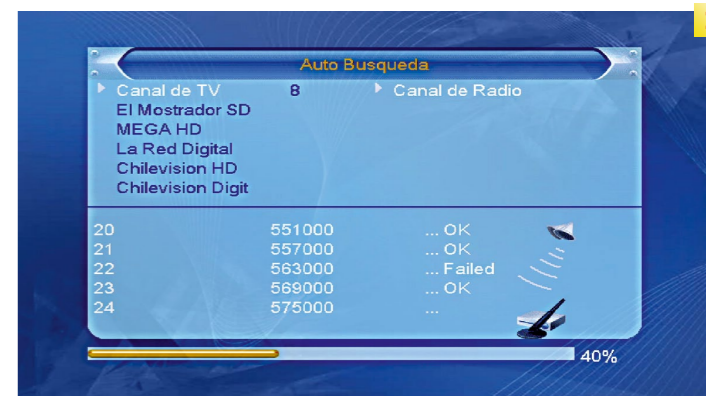 Auto Busqueda
Canal de TV 8 Canal de Radio
El Mostrador SD
MEGA HD
La Red Digital
Chilevision HD
Chilevision Digit
20 551000 ... OK
21 557000 ... OK
22 563000 ... Failed
23 569000 ... OK
24 575000 ...
40%